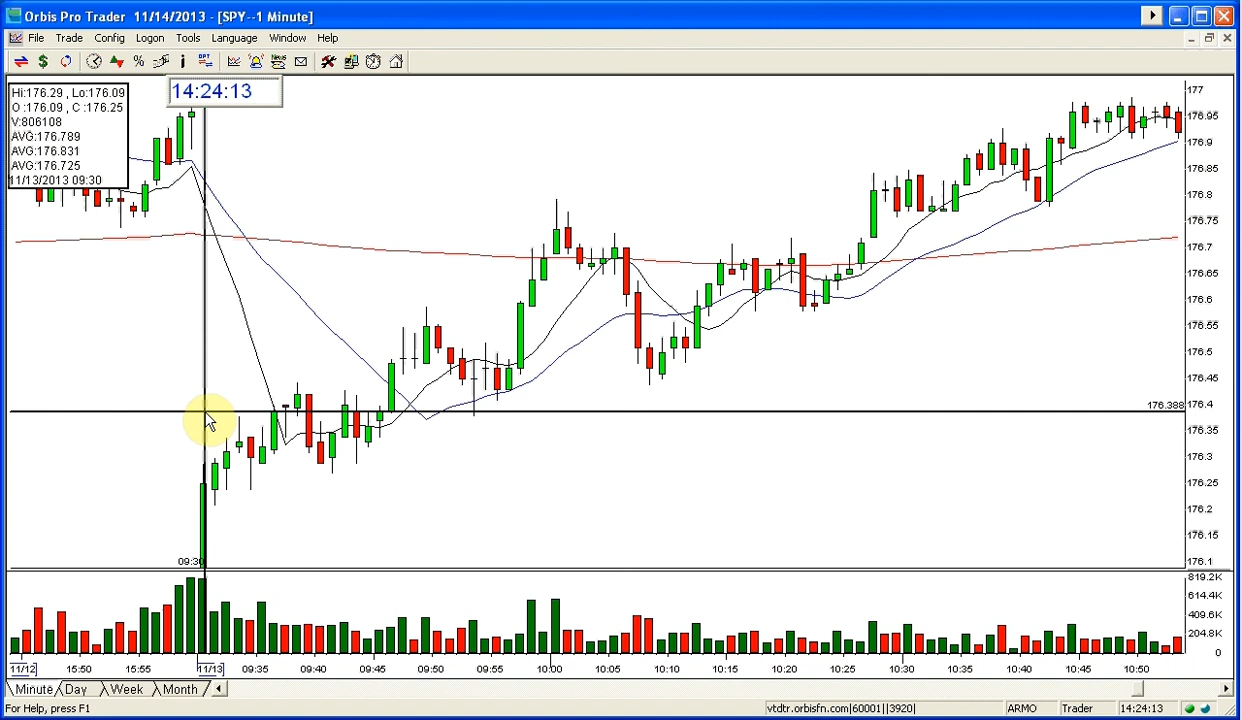 Orbis Pro Trader 11/14/2013 - [SPY--1 Minute]
File Trade Config Logon Tools Language Window Help
14:24:13
Hi:176.29 , Lo:176.09
O :176.09 , C :176.25
V:806108
AVG:176.789
AVG:176.831
AVG:176.725
11/13/2013 09:30
177
176.95
176.9
176.85
176.8
176.75
176.7
176.65
176.6
176.55
176.5
176.45
176.4
176.388
176.35
176.3
176.25
176.2
176.15
176.1
09:30
819.2K
614.4K
409.6K
204.8K
0
11/12 15:50 15:55 11/13 09:35 09:40 09:45 09:50 09:55 10:00 10:05 10:10 10:15 10:20 10:25 10:30 10:35 10:40 10:45 10:50
Minute Day Week Month
For Help, press F1 vtdtr.orbisfn.com|60001||3920| ARMO Trader 14:24:13